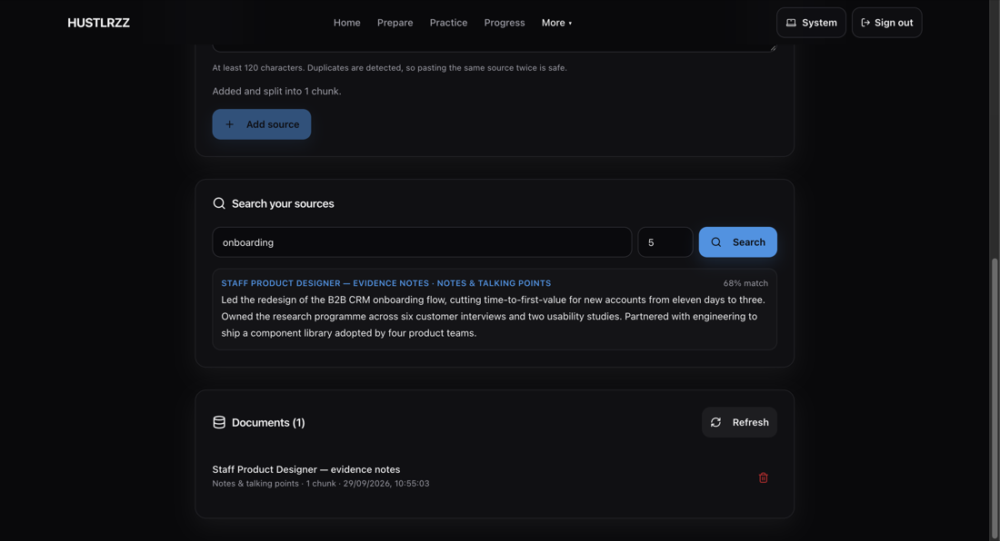 HUSTLRZZ
Home Prepare Practice Progress More ▾
System Sign out
At least 120 characters. Duplicates are detected, so pasting the same source twice is safe.
Added and split into 1 chunk.
+ Add source
Search your sources
onboarding 5 Search
STAFF PRODUCT DESIGNER — EVIDENCE NOTES · NOTES & TALKING POINTS 68% match
Led the redesign of the B2B CRM onboarding flow, cutting time-to-first-value for new accounts from eleven days to three.
Owned the research programme across six customer interviews and two usability studies. Partnered with engineering to
ship a component library adopted by four product teams.
Documents (1) Refresh
Staff Product Designer — evidence notes
Notes & talking points · 1 chunk · 29/09/2026, 10:55:03